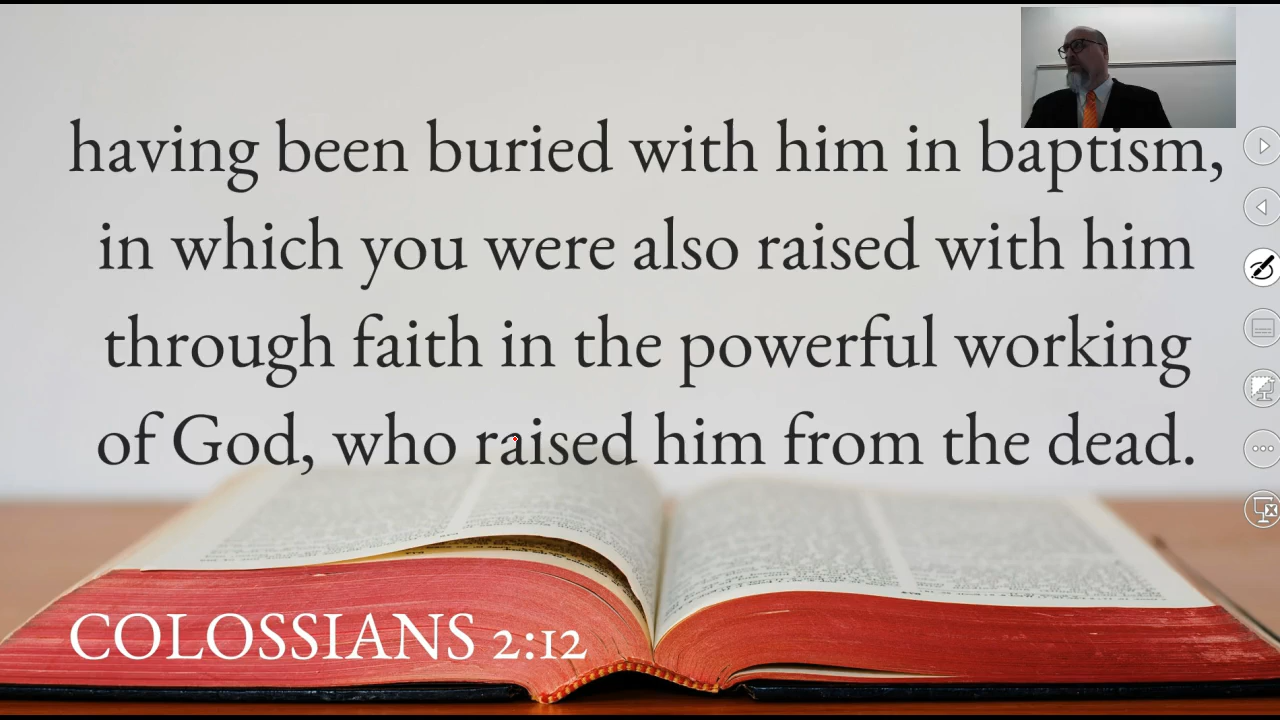 having been buried with him in baptism,
in which you were also raised with him
through faith in the powerful working
of God, who raised him from the dead.
COLOSSIANS 2:12